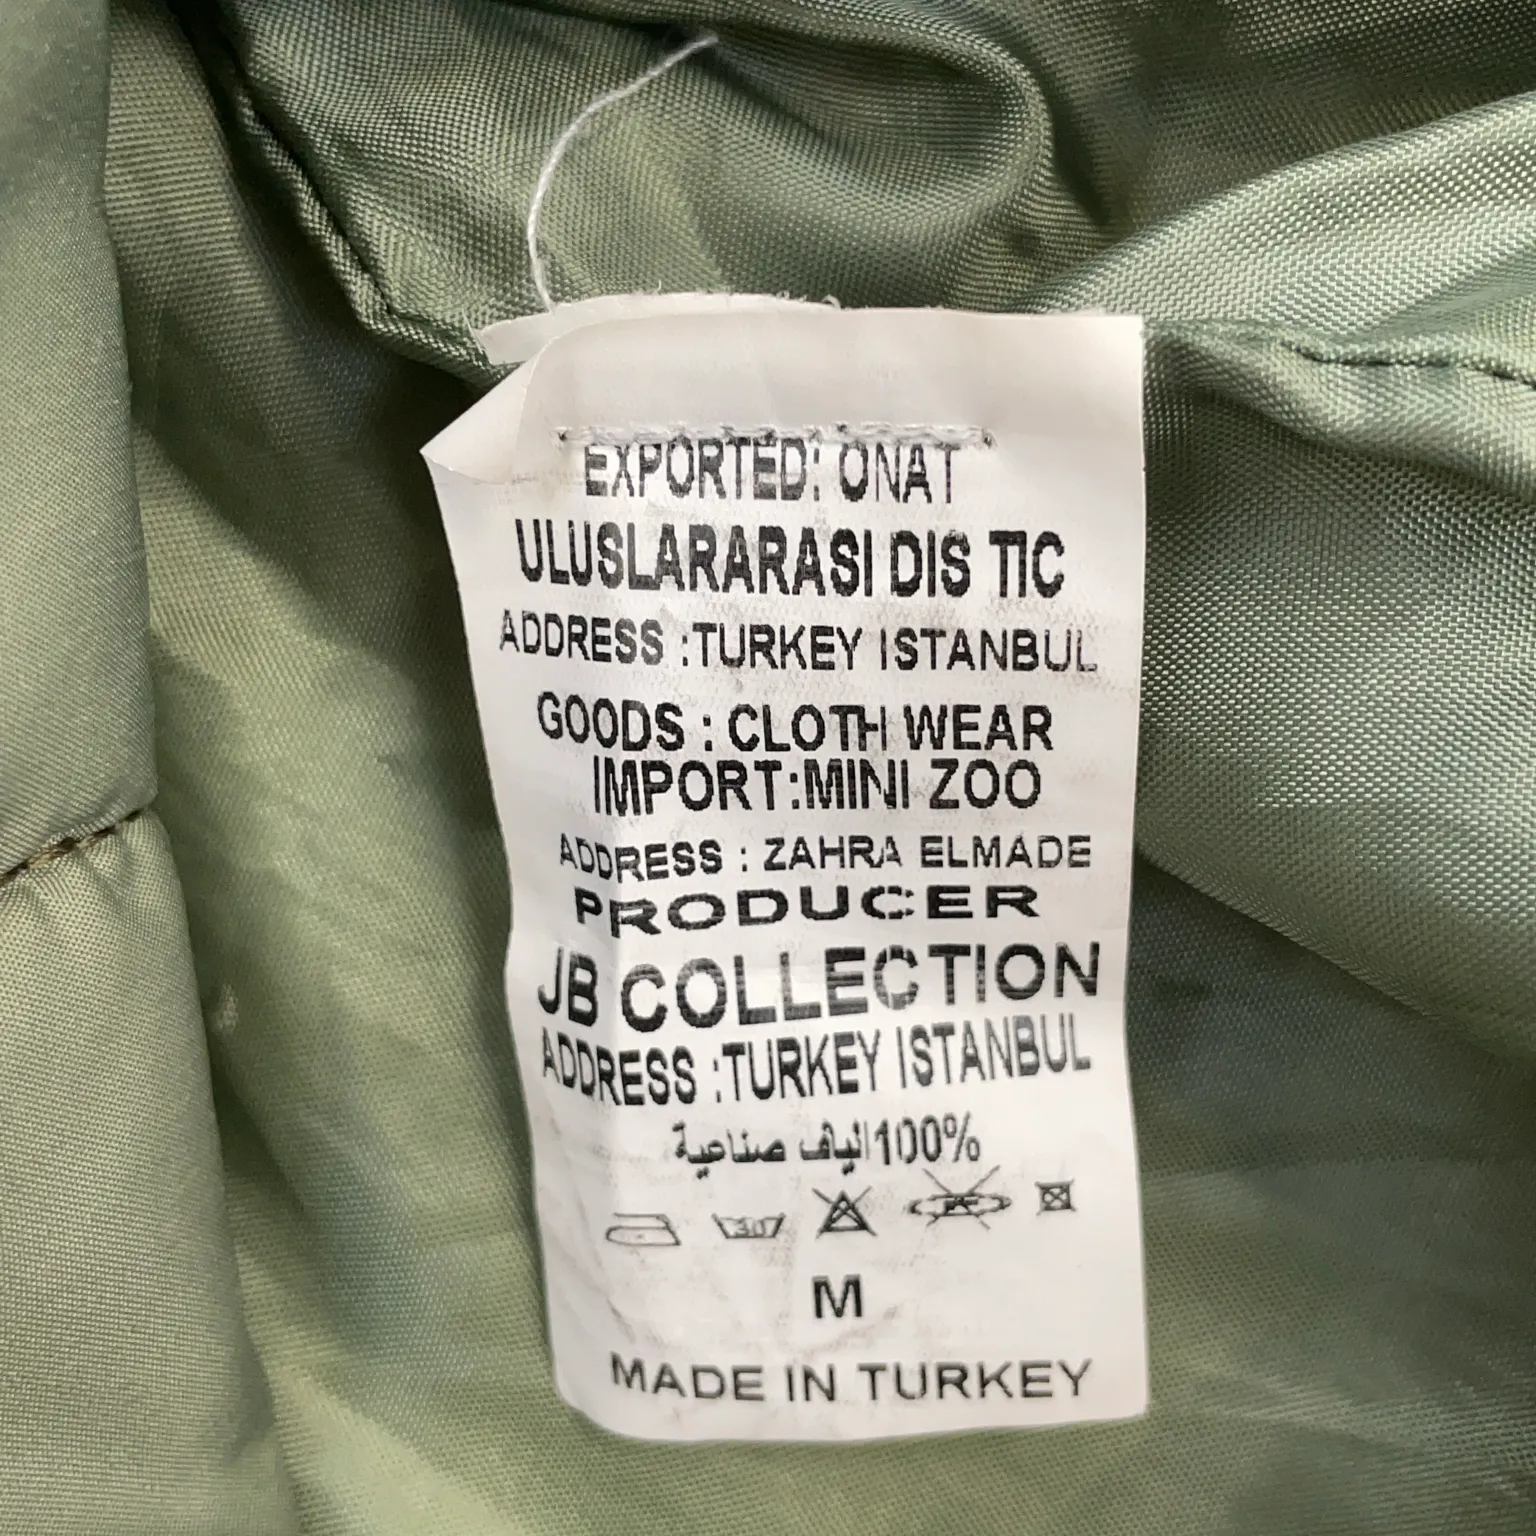 EXPORTED: ONAT
ULUSLARARASI DIS TIC
ADDRESS :TURKEY ISTANBUL
GOODS : CLOTH WEAR
IMPORT:MINI ZOO
ADDRESS : ZAHRA ELMADE
PRODUCER
JB COLLECTION
ADDRESS :TURKEY ISTANBUL
100% الياف صناعية
30
M
MADE IN TURKEY